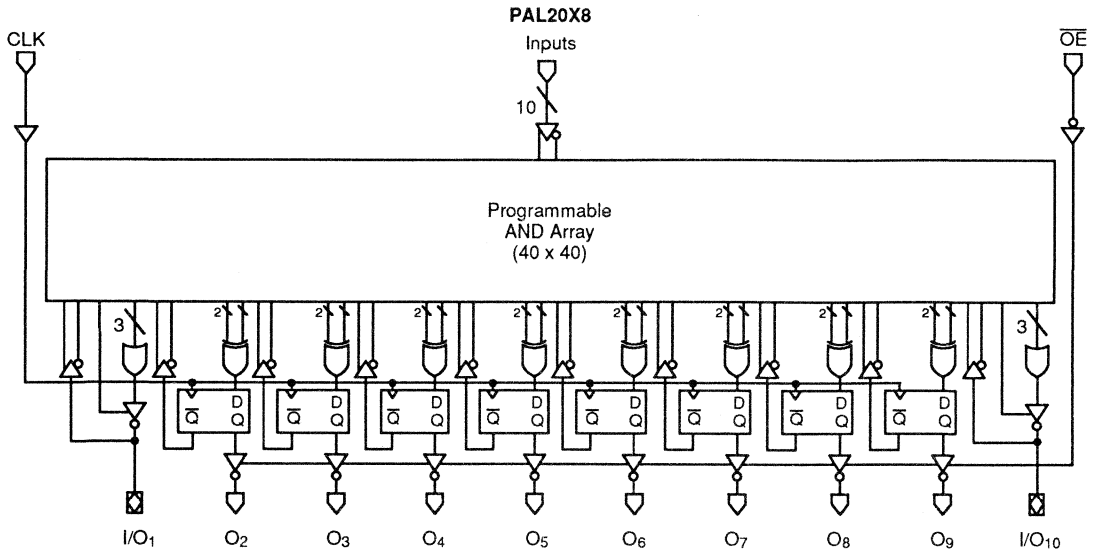 PAL20X8
CLK
Inputs
O̅E̅
10
Programmable
AND Array
(40 x 40)
3 2 2 2 2 2 2 2 2 3
Q̅ D Q̅ D Q̅ D Q̅ D Q̅ D Q̅ D Q̅ D Q̅ D
Q Q Q Q Q Q Q Q
I/O₁ O₂ O₃ O₄ O₅ O₆ O₇ O₈ O₉ I/O₁₀